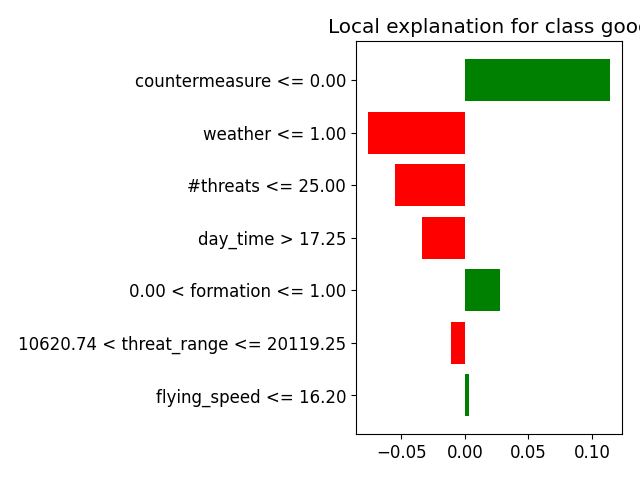 Local explanation for class goo
countermeasure <= 0.00
weather <= 1.00
#threats <= 25.00
day_time > 17.25
0.00 < formation <= 1.00
10620.74 < threat_range <= 20119.25
flying_speed <= 16.20
−0.05 0.00 0.05 0.10